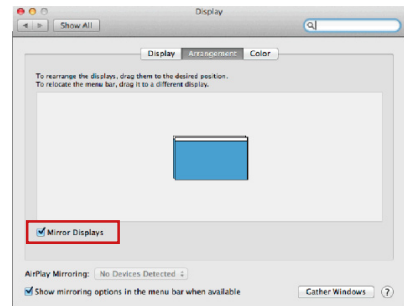 Display
Show All
Display Arrangement Color
To rearrange the displays, drag them to the desired position.
To relocate the menu bar, drag it to a different display.
Mirror Displays
AirPlay Mirroring: No Devices Detected
Show mirroring options in the menu bar when available
Gather Windows ?